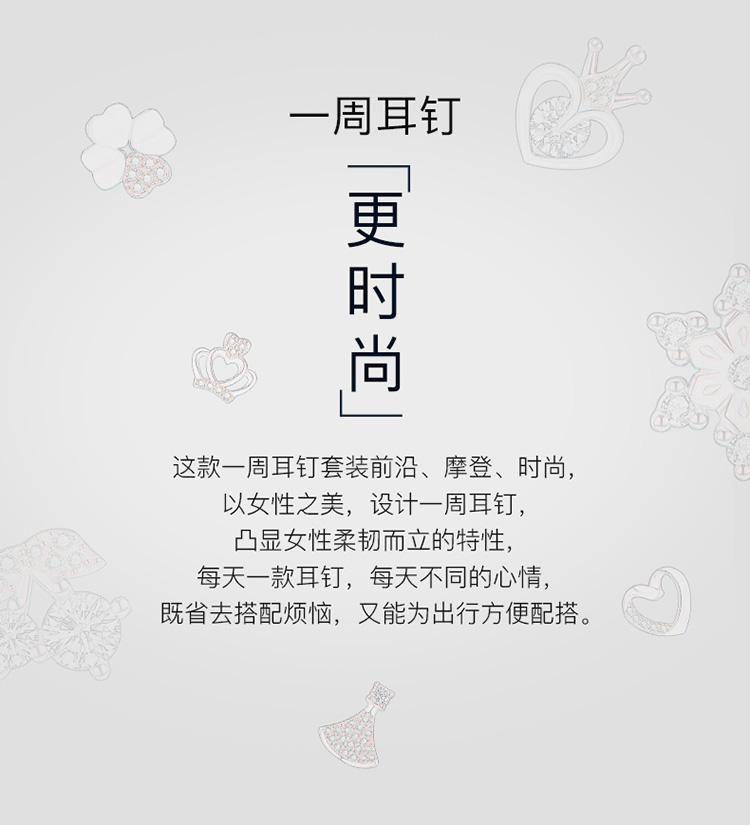 一周耳钉
「更时尚」
这款一周耳钉套装前沿、摩登、时尚,
以女性之美,设计一周耳钉,
凸显女性柔韧而立的特性,
每天一款耳钉,每天不同的心情,
既省去搭配烦恼,又能为出行方便配搭。